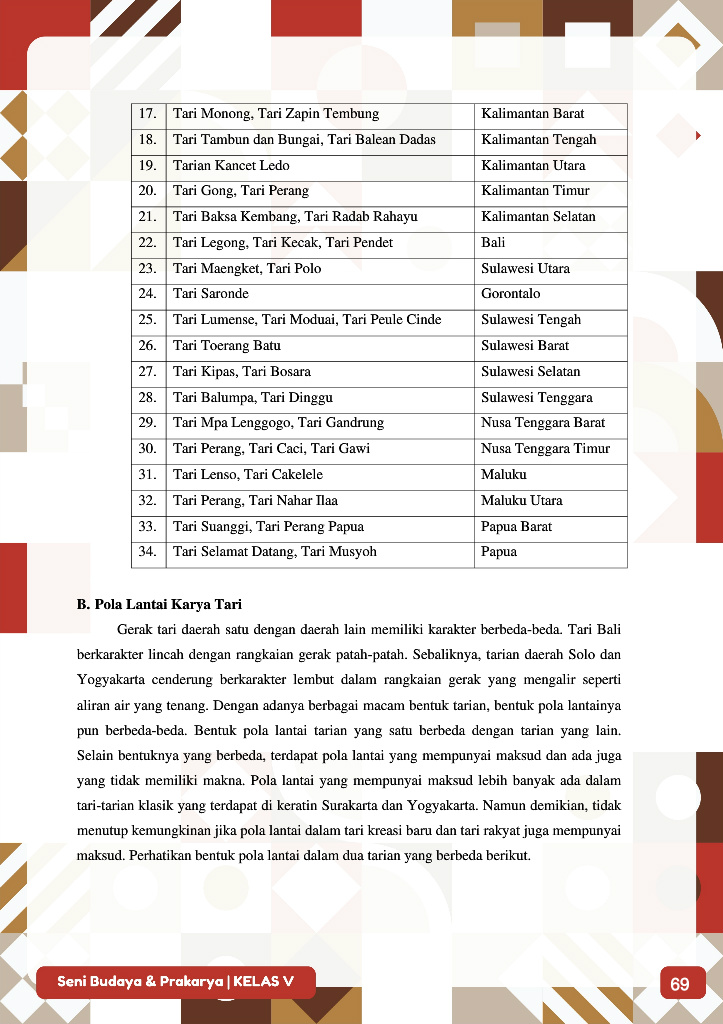 17. Tari Monong, Tari Zapin Tembung Kalimantan Barat
18. Tari Tambun dan Bungai, Tari Balean Dadas Kalimantan Tengah
19. Tarian Kancet Ledo Kalimantan Utara
20. Tari Gong, Tari Perang Kalimantan Timur
21. Tari Baksa Kembang, Tari Radab Rahayu Kalimantan Selatan
22. Tari Legong, Tari Kecak, Tari Pendet Bali
23. Tari Maengket, Tari Polo Sulawesi Utara
24. Tari Saronde Gorontalo
25. Tari Lumense, Tari Moduai, Tari Peule Cinde Sulawesi Tengah
26. Tari Toerang Batu Sulawesi Barat
27. Tari Kipas, Tari Bosara Sulawesi Selatan
28. Tari Balumpa, Tari Dinggu Sulawesi Tenggara
29. Tari Mpa Lenggogo, Tari Gandrung Nusa Tenggara Barat
30. Tari Perang, Tari Caci, Tari Gawi Nusa Tenggara Timur
31. Tari Lenso, Tari Cakelele Maluku
32. Tari Perang, Tari Nahar Ilaa Maluku Utara
33. Tari Suanggi, Tari Perang Papua Papua Barat
34. Tari Selamat Datang, Tari Musyoh Papua
B. Pola Lantai Karya Tari
Gerak tari daerah satu dengan daerah lain memiliki karakter berbeda-beda. Tari Bali
berkarakter lincah dengan rangkaian gerak patah-patah. Sebaliknya, tarian daerah Solo dan
Yogyakarta cenderung berkarakter lembut dalam rangkaian gerak yang mengalir seperti
aliran air yang tenang. Dengan adanya berbagai macam bentuk tarian, bentuk pola lantainya
pun berbeda-beda. Bentuk pola lantai tarian yang satu berbeda dengan tarian yang lain.
Selain bentuknya yang berbeda, terdapat pola lantai yang mempunyai maksud dan ada juga
yang tidak memiliki makna. Pola lantai yang mempunyai maksud lebih banyak ada dalam
tari-tarian klasik yang terdapat di keratin Surakarta dan Yogyakarta. Namun demikian, tidak
menutup kemungkinan jika pola lantai dalam tari kreasi baru dan tari rakyat juga mempunyai
maksud. Perhatikan bentuk pola lantai dalam dua tarian yang berbeda berikut.
Seni Budaya & Prakarya | KELAS V
69